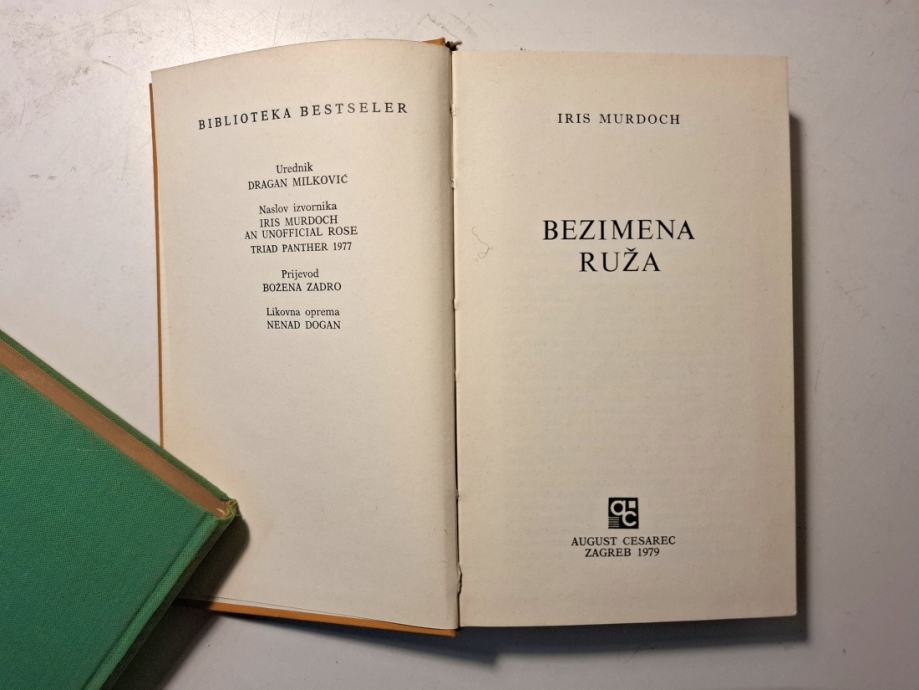 BIBLIOTEKA BESTSELER
Urednik
DRAGAN MILKOVIĆ
Naslov izvornika
IRIS MURDOCH
AN UNOFFICIAL ROSE
TRIAD PANTHER 1977
Prijevod
BOŽENA ZADRO
Likovna oprema
NENAD DOGAN
IRIS MURDOCH
BEZIMENA
RUŽA
ac
AUGUST CESAREC
ZAGREB 1979